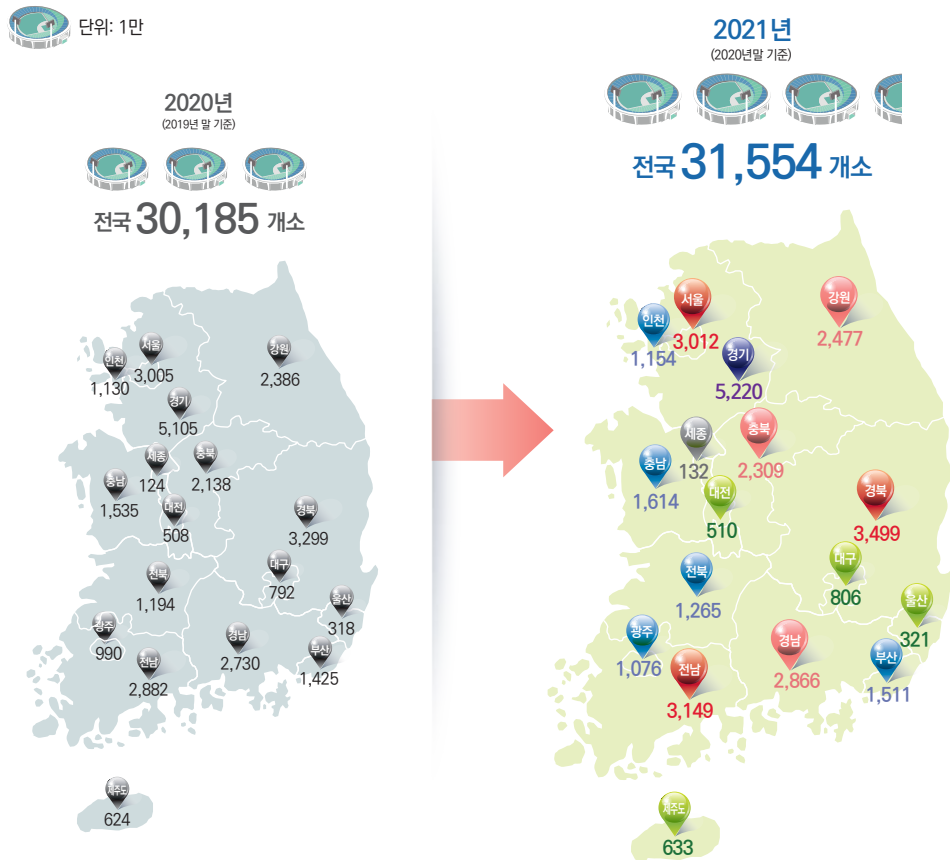 단위: 1만
2020년
(2019년 말 기준)
전국 30,185 개소
서울
3,005
인천
1,130
강원
2,386
경기
5,105
세종
124
충북
2,138
충남
1,535
대전
508
경북
3,299
대구
792
전북
1,194
울산
318
광주
990
경남
2,730
부산
1,425
전남
2,882
제주도
624
2021년
(2020년말 기준)
전국 31,554 개소
서울
3,012
인천
1,154
강원
2,477
경기
5,220
세종
132
충북
2,309
충남
1,614
대전
510
경북
3,499
대구
806
전북
1,265
울산
321
광주
1,076
경남
2,866
부산
1,511
전남
3,149
제주도
633